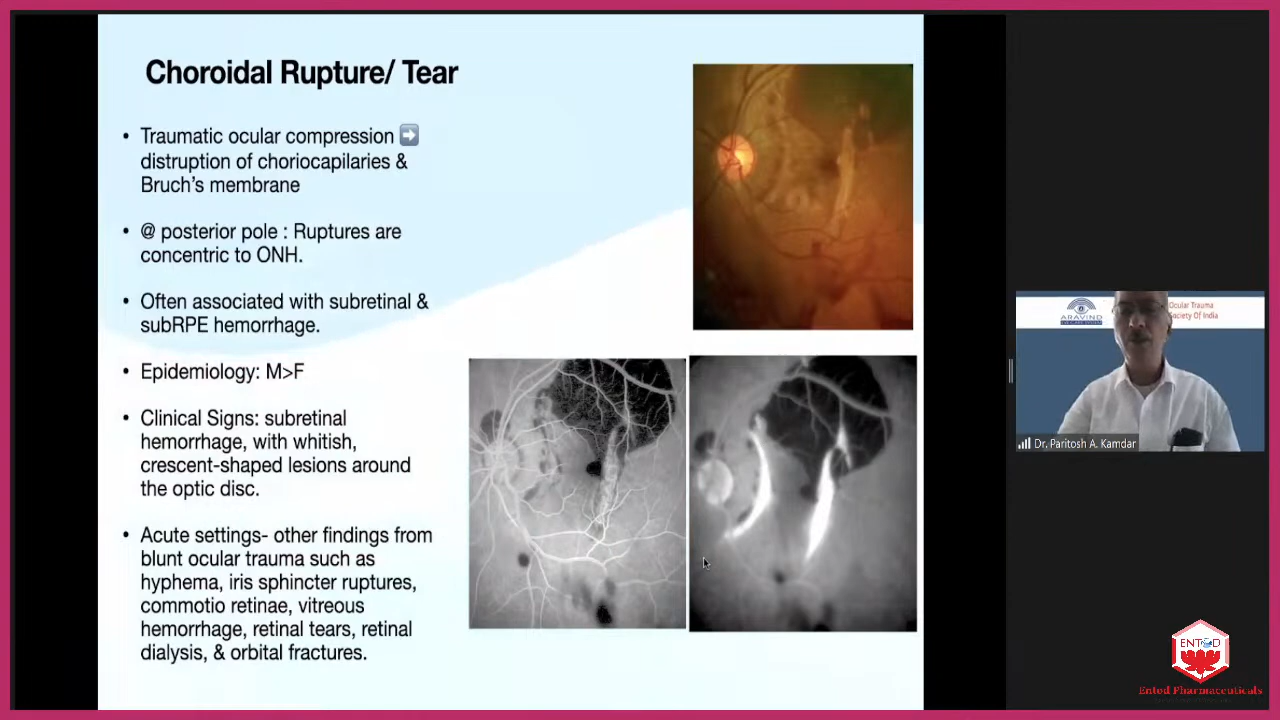 Choroidal Rupture/ Tear
• Traumatic ocular compression ➡
distruption of choriocapilaries &
Bruch's membrane
• @ posterior pole : Ruptures are
concentric to ONH.
• Often associated with subretinal &
subRPE hemorrhage.
• Epidemiology: M>F
• Clinical Signs: subretinal
hemorrhage, with whitish,
crescent-shaped lesions around
the optic disc.
• Acute settings- other findings from
blunt ocular trauma such as
hyphema, iris sphincter ruptures,
commotio retinae, vitreous
hemorrhage, retinal tears, retinal
dialysis, & orbital fractures.
ARAVIND
Ocular Trauma
Society Of India
Dr. Paritosh A. Kamdar
ENTOD
Entod Pharmaceuticals